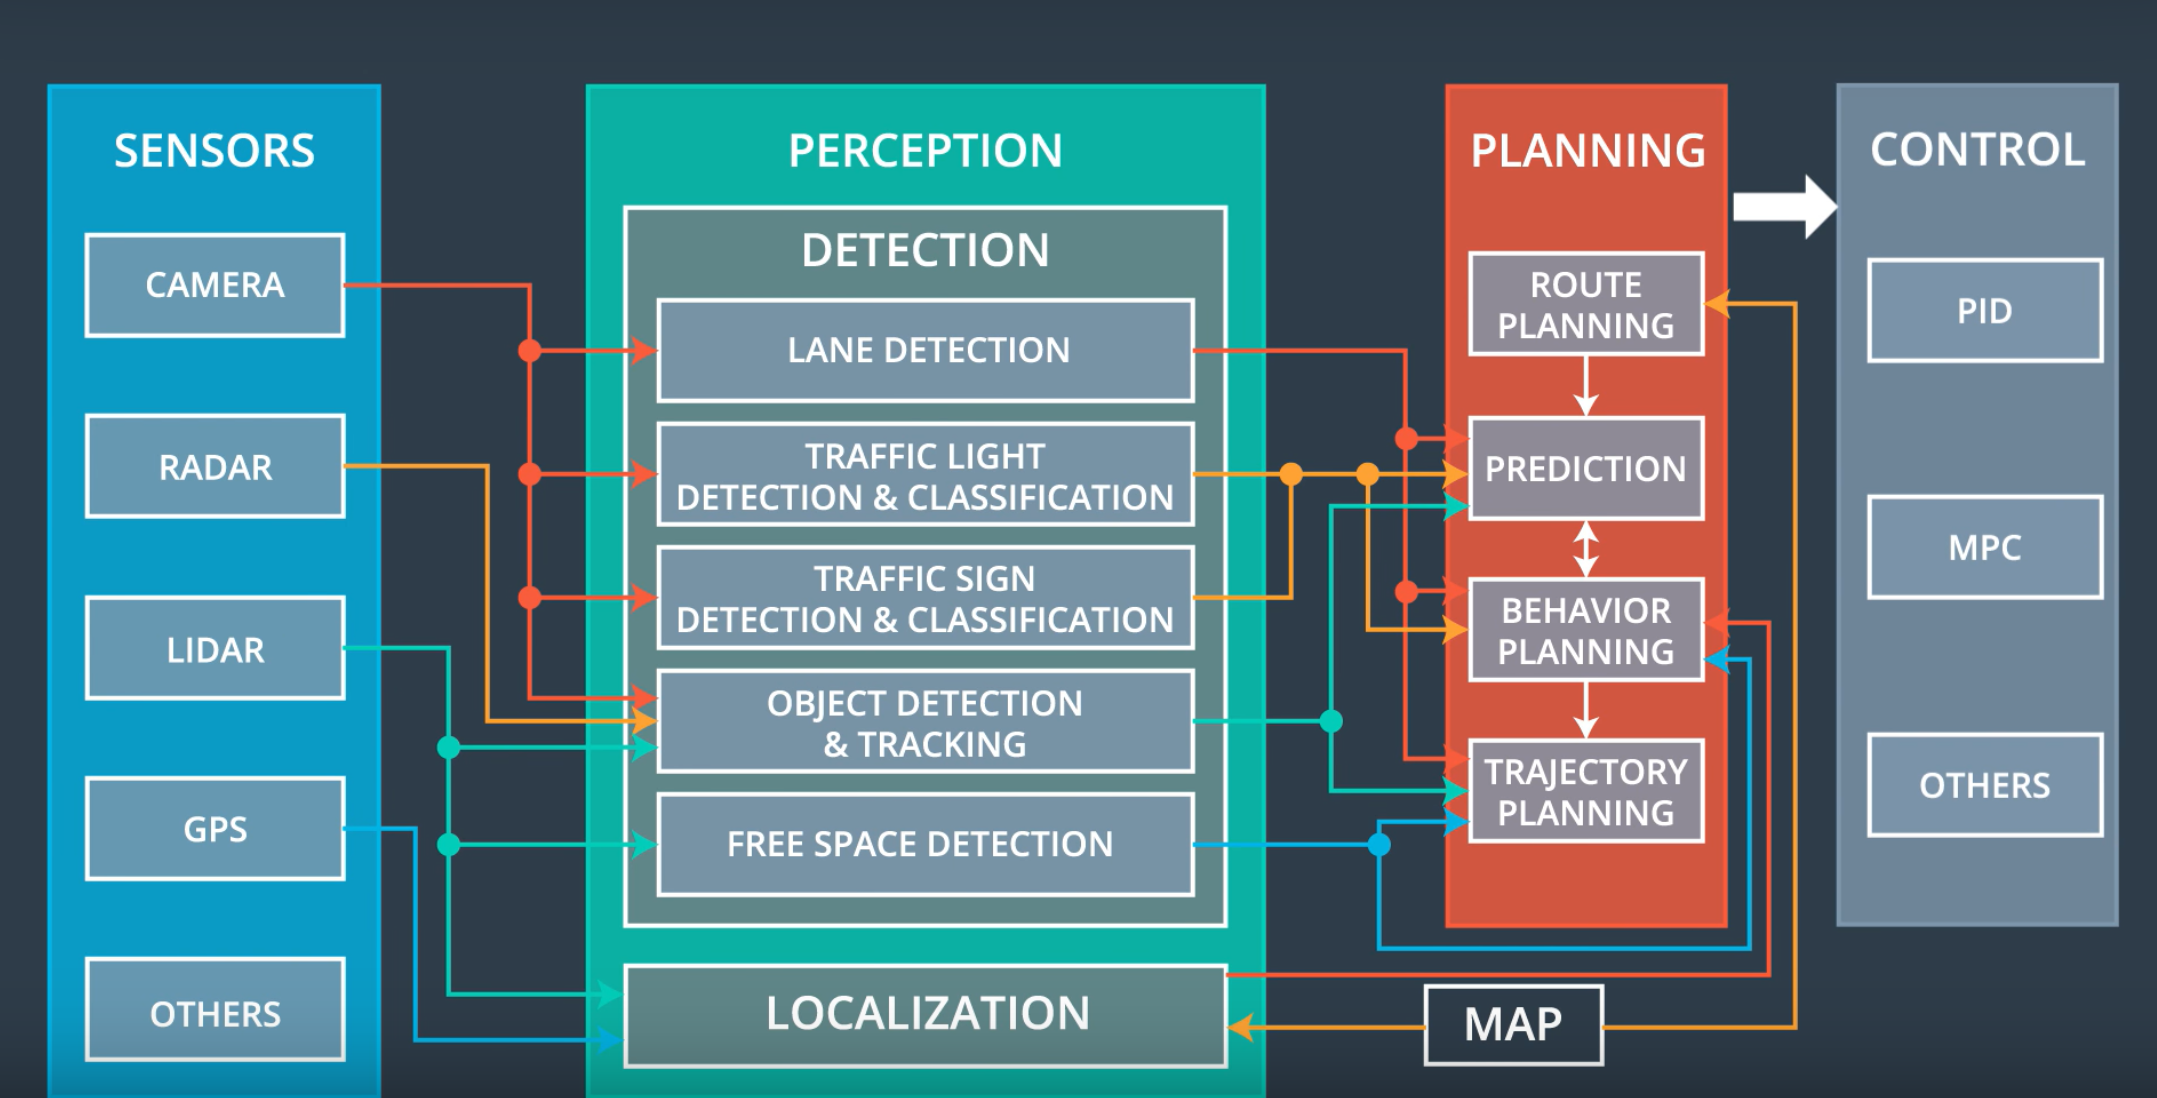 SENSORS
CAMERA
RADAR
LIDAR
GPS
OTHERS
PERCEPTION
DETECTION
LANE DETECTION
TRAFFIC LIGHT
DETECTION & CLASSIFICATION
TRAFFIC SIGN
DETECTION & CLASSIFICATION
OBJECT DETECTION
& TRACKING
FREE SPACE DETECTION
LOCALIZATION
PLANNING
ROUTE
PLANNING
PREDICTION
BEHAVIOR
PLANNING
TRAJECTORY
PLANNING
MAP
CONTROL
PID
MPC
OTHERS